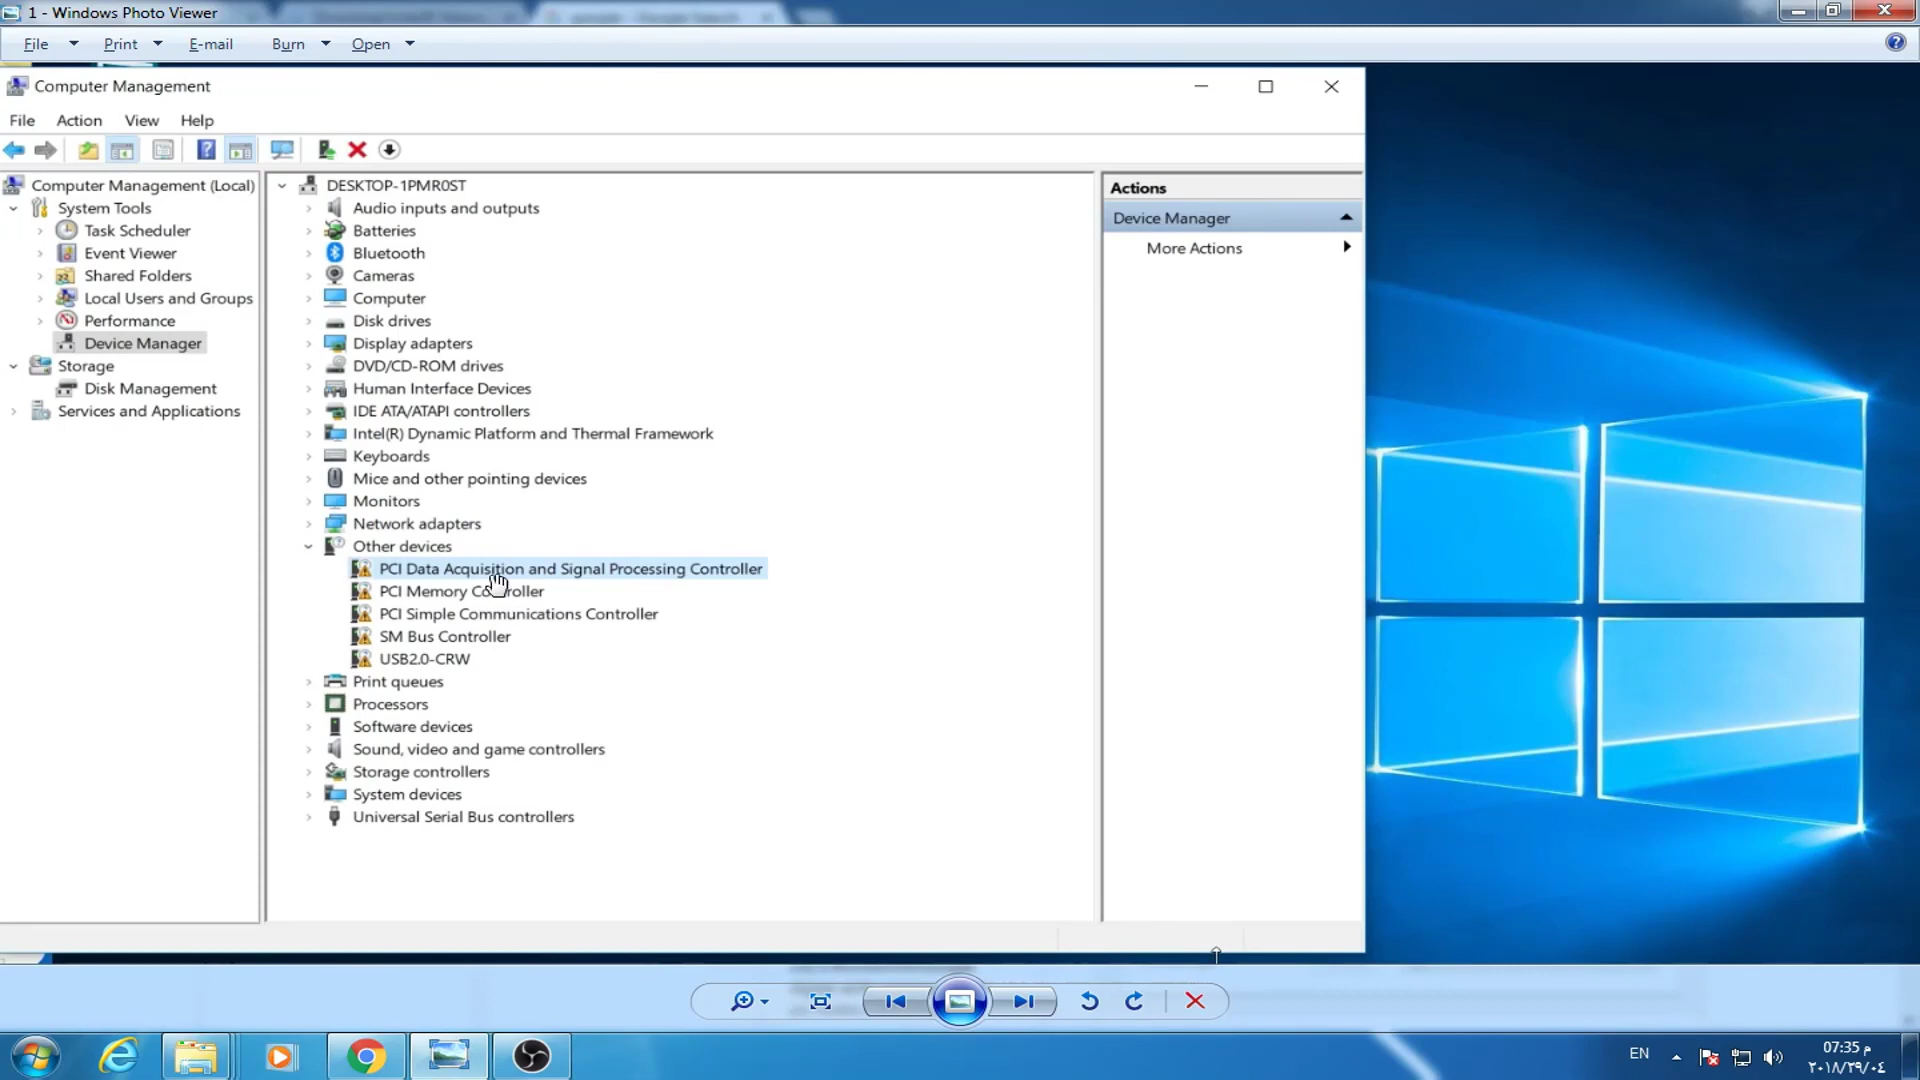 1 - Windows Photo Viewer
File Print E-mail Burn Open
Computer Management
File Action View Help
Computer Management (Local)
System Tools
Task Scheduler
Event Viewer
Shared Folders
Local Users and Groups
Performance
Device Manager
Storage
Disk Management
Services and Applications
DESKTOP-1PMR0ST
Audio inputs and outputs
Batteries
Bluetooth
Cameras
Computer
Disk drives
Display adapters
DVD/CD-ROM drives
Human Interface Devices
IDE ATA/ATAPI controllers
Intel(R) Dynamic Platform and Thermal Framework
Keyboards
Mice and other pointing devices
Monitors
Network adapters
Other devices
PCI Data Acquisition and Signal Processing Controller
PCI Memory Controller
PCI Simple Communications Controller
SM Bus Controller
USB2.0-CRW
Print queues
Processors
Software devices
Sound, video and game controllers
Storage controllers
System devices
Universal Serial Bus controllers
Actions
Device Manager
More Actions
EN
07:35 م
٢٠١٨/٢٩/٠٤